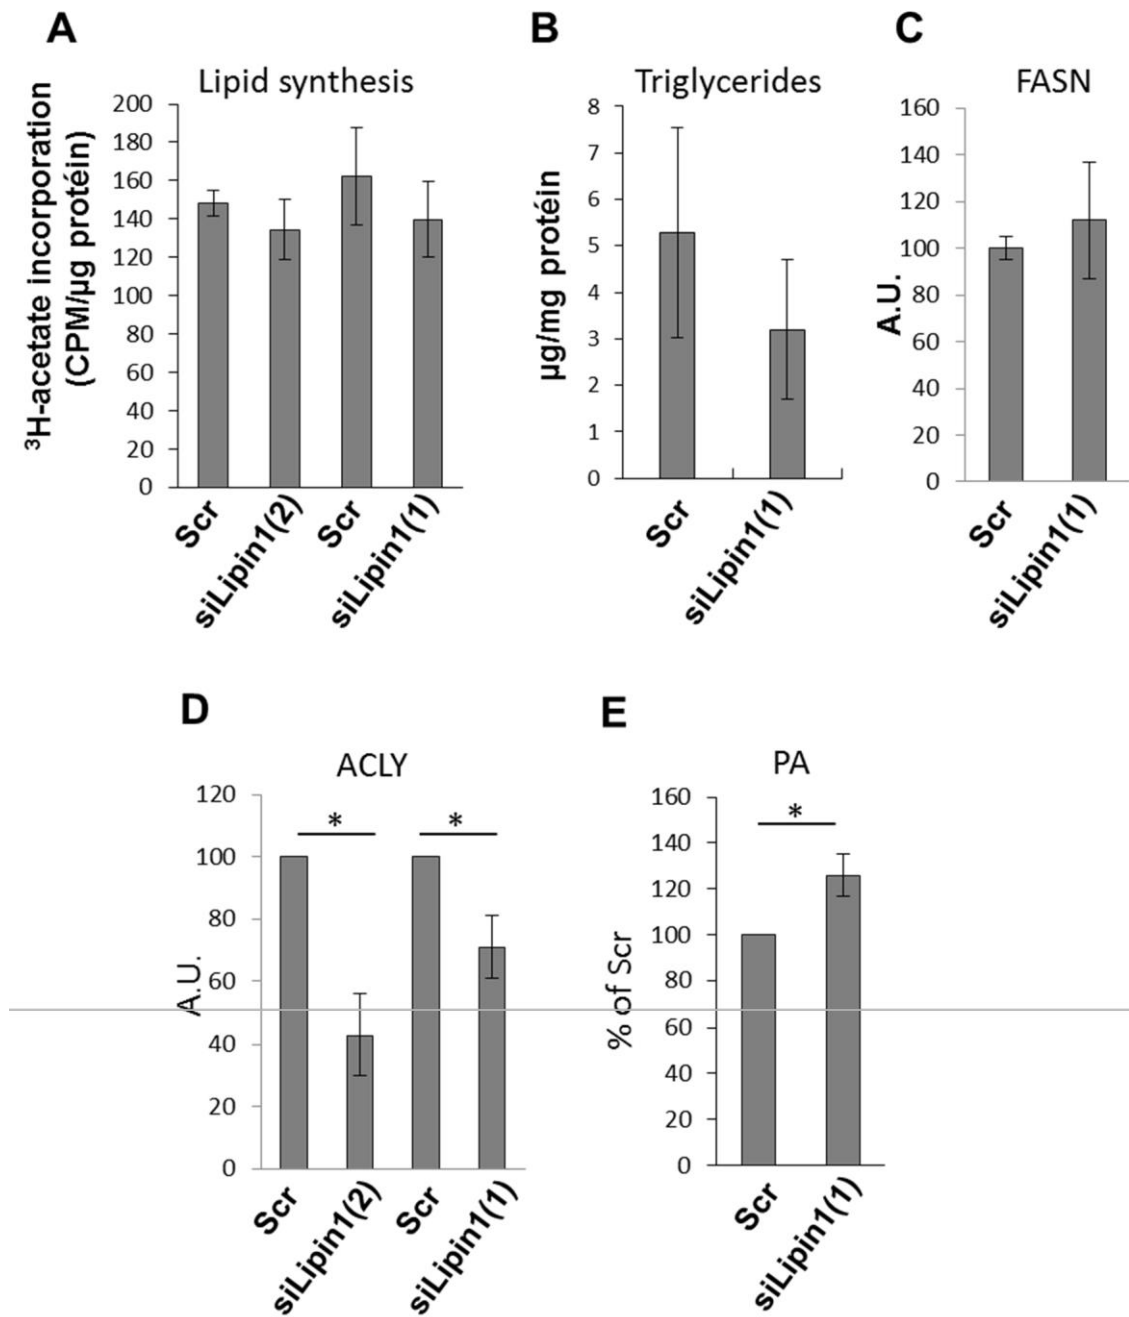 A
Lipid synthesis
³H-acetate incorporation
(CPM/µg protéin)
200
180
160
140
120
100
80
60
40
20
0
Scr
siLipin1(2)
Scr
siLipin1(1)
B
Triglycerides
µg/mg protéin
8
7
6
5
4
3
2
1
0
Scr
siLipin1(1)
C
FASN
A.U.
160
140
120
100
80
60
40
20
0
Scr
siLipin1(1)
D
ACLY
A.U.
120
100
80
60
40
20
0
*
*
Scr
siLipin1(2)
Scr
siLipin1(1)
E
PA
% of Scr
160
140
120
100
80
60
40
20
0
*
Scr
siLipin1(1)